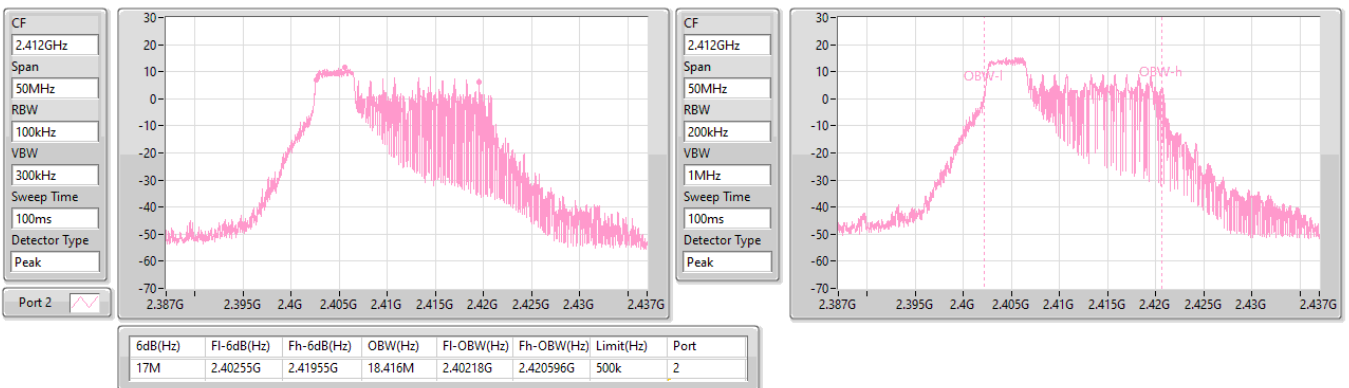 CF
2.412GHz
Span
50MHz
RBW
100kHz
VBW
300kHz
Sweep Time
100ms
Detector Type
Peak
Port 2
30
20
10
0
-10
-20
-30
-40
-50
-60
-70
2.387G 2.395G 2.4G 2.405G 2.411G 2.415G 2.42G 2.425G 2.43G 2.437G
CF
2.412GHz
Span
50MHz
RBW
200kHz
VBW
1MHz
Sweep Time
100ms
Detector Type
Peak
30
20
10
0
-10
-20
-30
-40
-50
-60
-70
OBW-l OBW-h
2.387G 2.395G 2.4G 2.405G 2.411G 2.415G 2.42G 2.425G 2.43G 2.437G
6dB(Hz) Fl-6dB(Hz) Fh-6dB(Hz) OBW(Hz) Fl-OBW(Hz) Fh-OBW(Hz) Limit(Hz) Port
17M 2.40255G 2.41955G 18.416M 2.40218G 2.420596G 500k 2